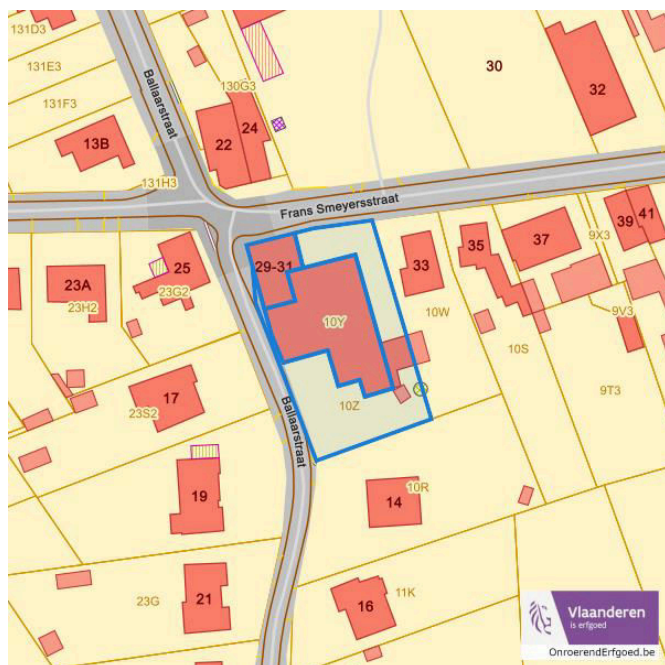 131D3
131E3
131F3
13B
131H3
Ballaarstraat
130G3
22
24
30
32
Frans Smeyersstraat
23A
23H2
25
23G2
29-31
33
35
37
9X3
39
41
10Y
10W
9V3
10S
10Z
9T3
17
23S2
Ballaarstraat
19
14
10R
23G
21
16
11K
Vlaanderen
is erfgoed
OnroerendErfgoed.be